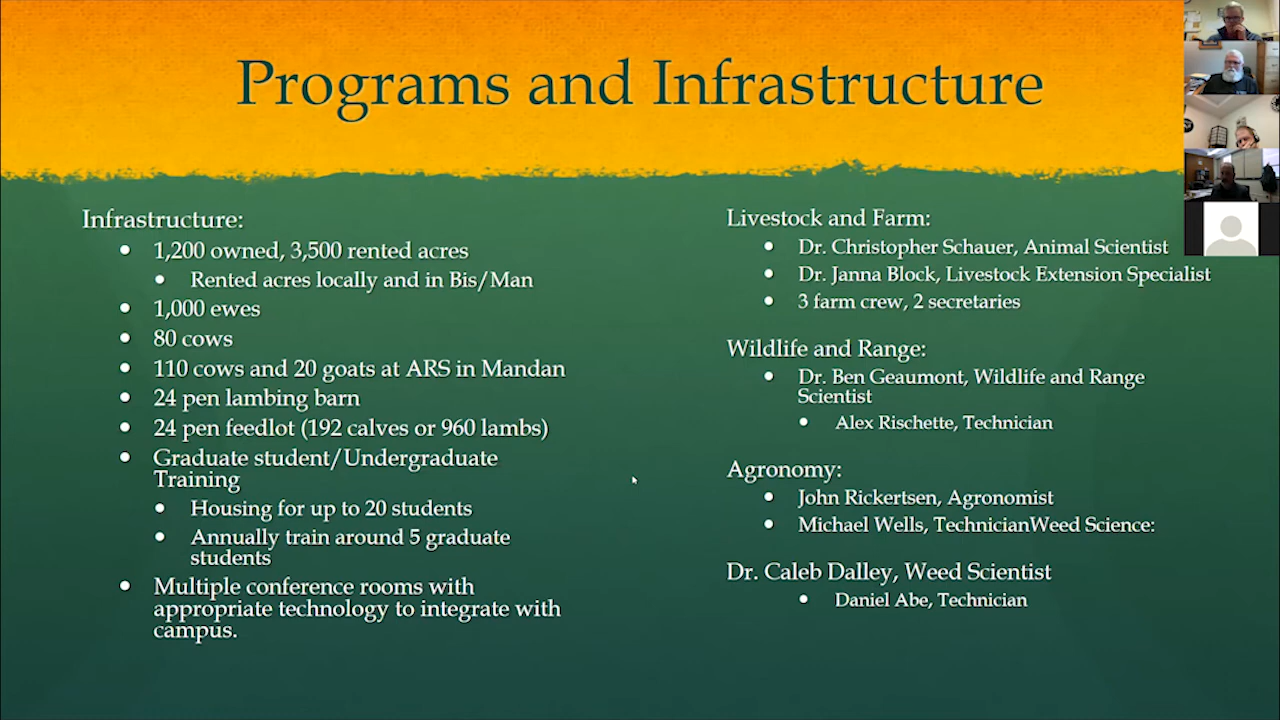 Programs and Infrastructure
Infrastructure:
1,200 owned, 3,500 rented acres
Rented acres locally and in Bis/Man
1,000 ewes
80 cows
110 cows and 20 goats at ARS in Mandan
24 pen lambing barn
24 pen feedlot (192 calves or 960 lambs)
Graduate student/Undergraduate
Training
Housing for up to 20 students
Annually train around 5 graduate
students
Multiple conference rooms with
appropriate technology to integrate with
campus.
Livestock and Farm:
Dr. Christopher Schauer, Animal Scientist
Dr. Janna Block, Livestock Extension Specialist
3 farm crew, 2 secretaries
Wildlife and Range:
Dr. Ben Geaumont, Wildlife and Range
Scientist
Alex Rischette, Technician
Agronomy:
John Rickertsen, Agronomist
Michael Wells, TechnicianWeed Science:
Dr. Caleb Dalley, Weed Scientist
Daniel Abe, Technician